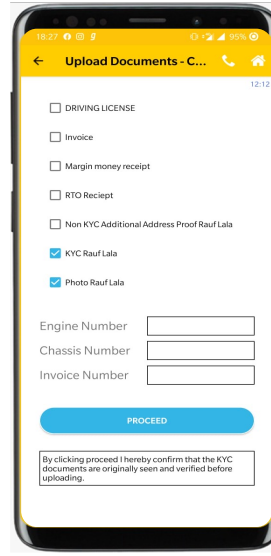 18:27
95%
Upload Documents - C...
12:12
DRIVING LICENSE
Invoice
Margin money receipt
RTO Reciept
Non KYC Additional Address Proof Rauf Lala
KYC Rauf Lala
Photo Rauf Lala
Engine Number
Chassis Number
Invoice Number
PROCEED
By clicking proceed I hereby confirm that the KYC
documents are originally seen and verified before
uploading.